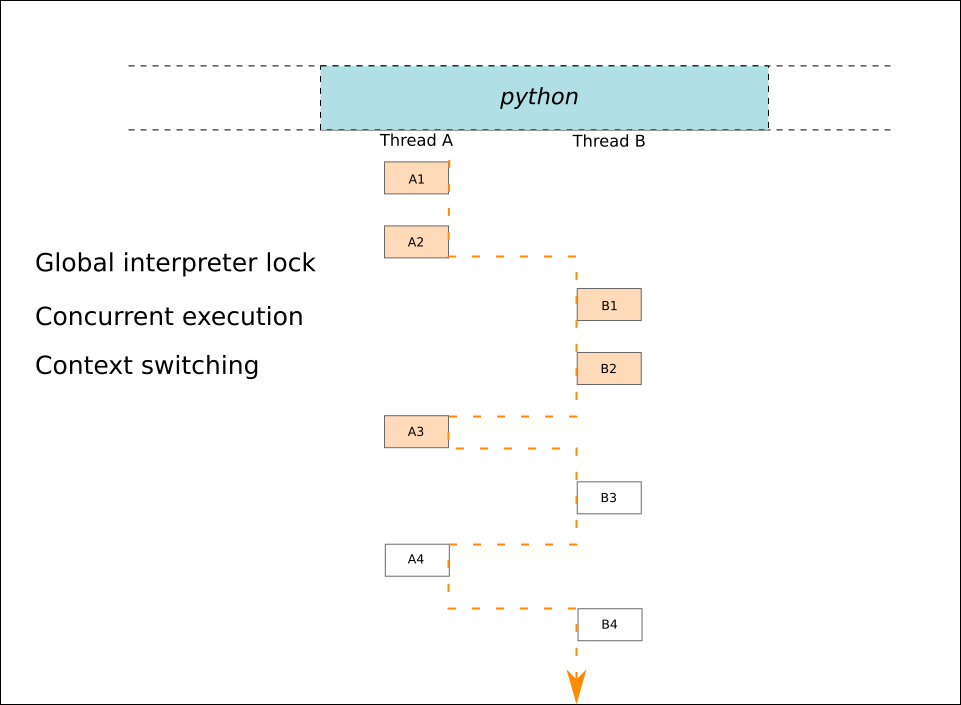 python
Thread A
Thread B
A1
A2
Global interpreter lock
B1
Concurrent execution
Context switching
B2
A3
B3
A4
B4